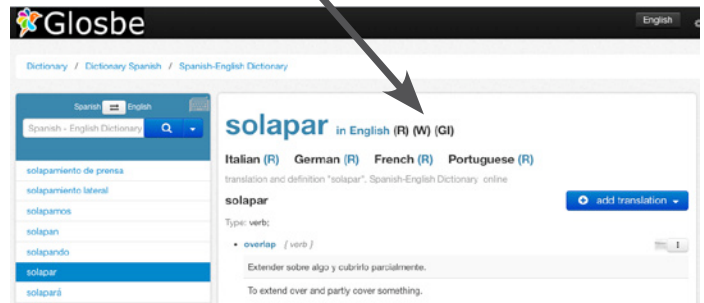 Glosbe
English
Dictionary / Dictionary Spanish / Spanish-English Dictionary
Spanish English
Spanish - English Dictionary
solapamiento de prensa
solapamiento lateral
solapamos
solapan
solapando
solapar
solapará
solapar in English (R) (W) (GI)
Italian (R) German (R) French (R) Portuguese (R)
translation and definition "solapar", Spanish-English Dictionary online
solapar
add translation
Type: verb;
• overlap { verb }
Extender sobre algo y cubrirlo parcialmente.
To extend over and partly cover something.